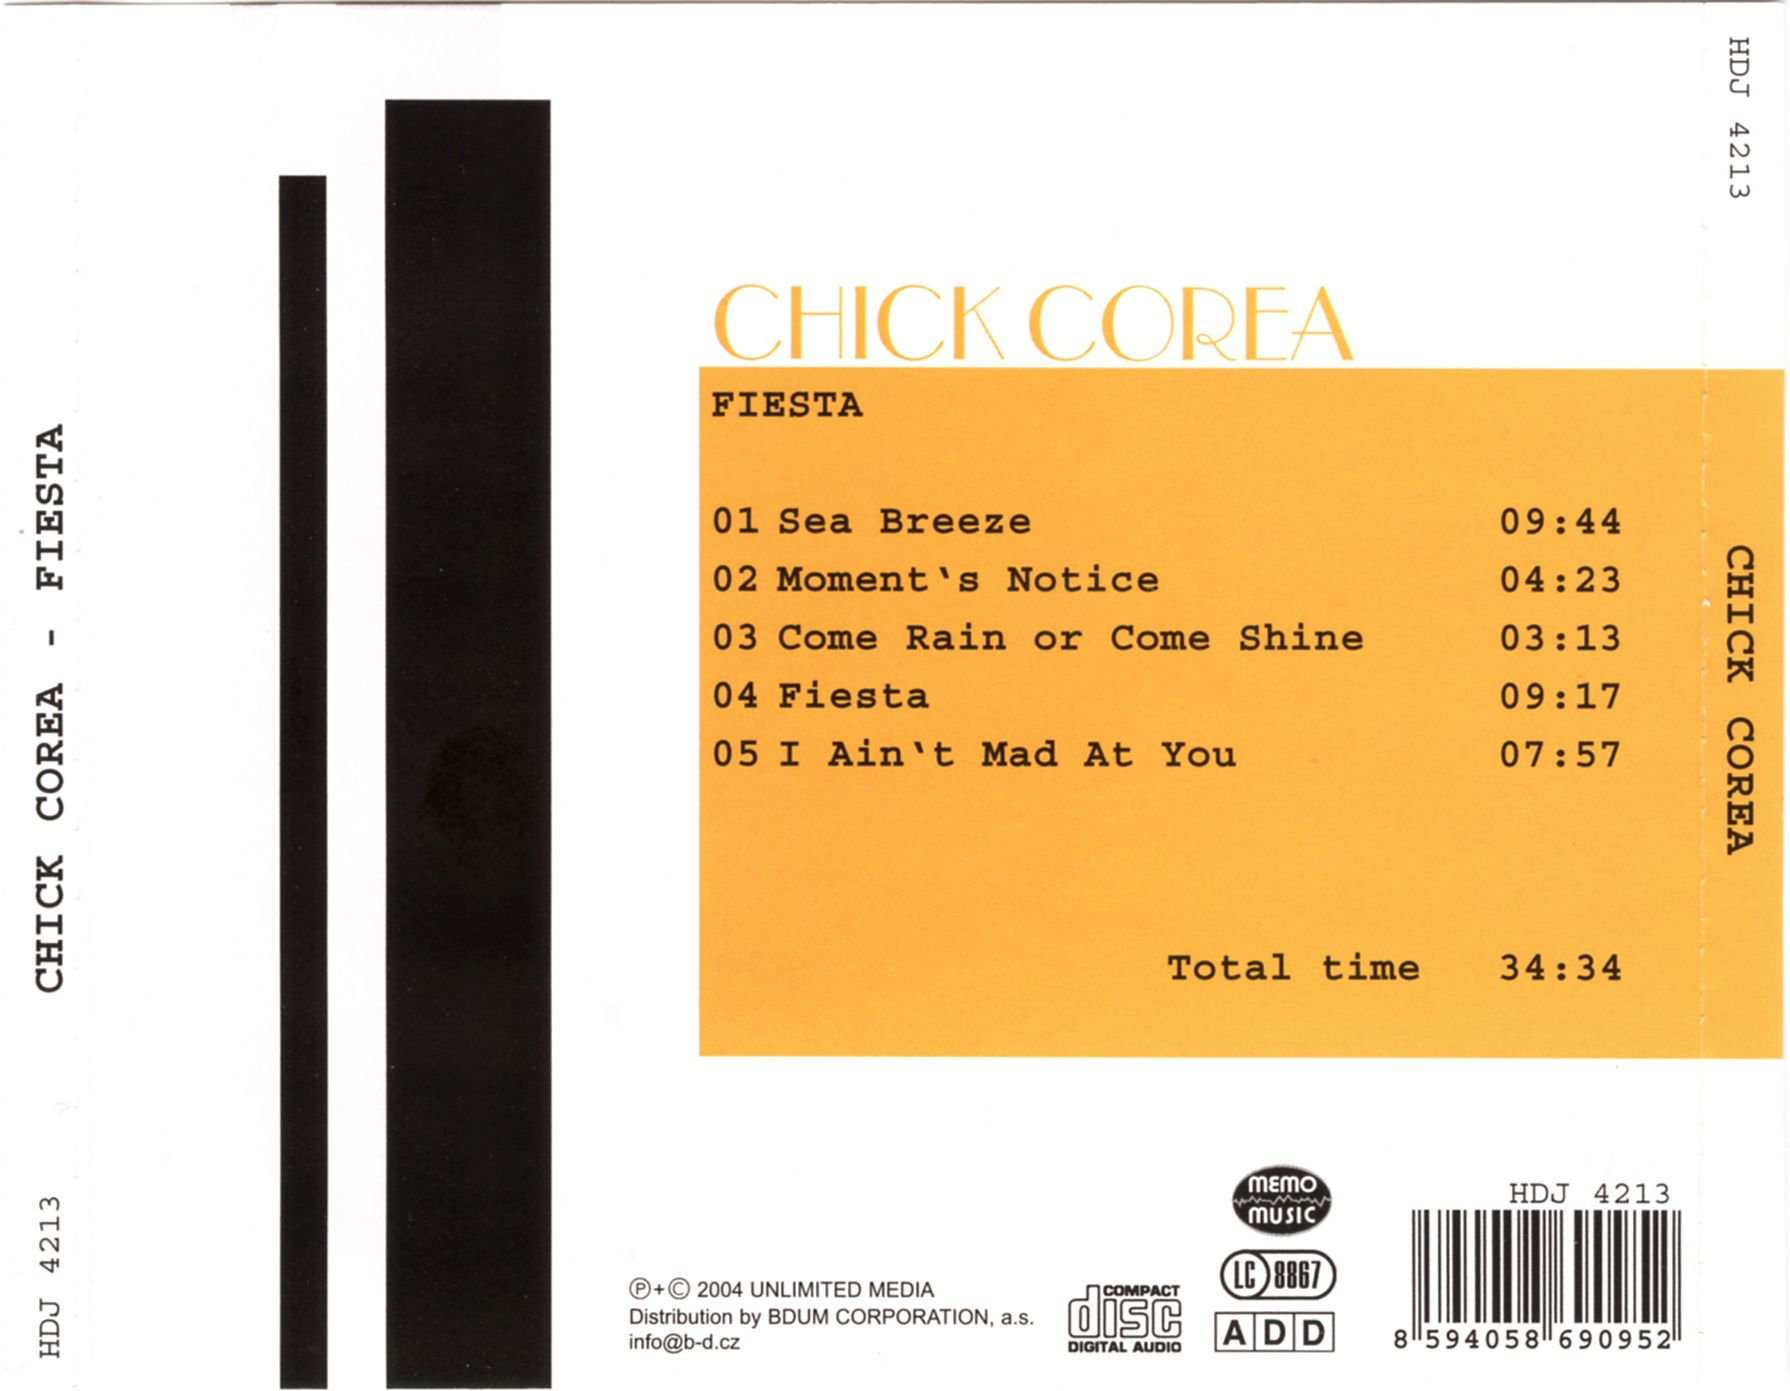 HDJ 4213
CHICK COREA - FIESTA
HDJ 4213
CHICK COREA
CHICK COREA
FIESTA
01 Sea Breeze 09:44
02 Moment‘s Notice 04:23
03 Come Rain or Come Shine 03:13
04 Fiesta 09:17
05 I Ain‘t Mad At You 07:57
Total time 34:34
MEMO
MUSIC
LC 8867
ADD
COMPACT
disc
DIGITAL AUDIO
℗+© 2004 UNLIMITED MEDIA
Distribution by BDUM CORPORATION, a.s.
info@b-d.cz
HDJ 4213
8 594058 690952